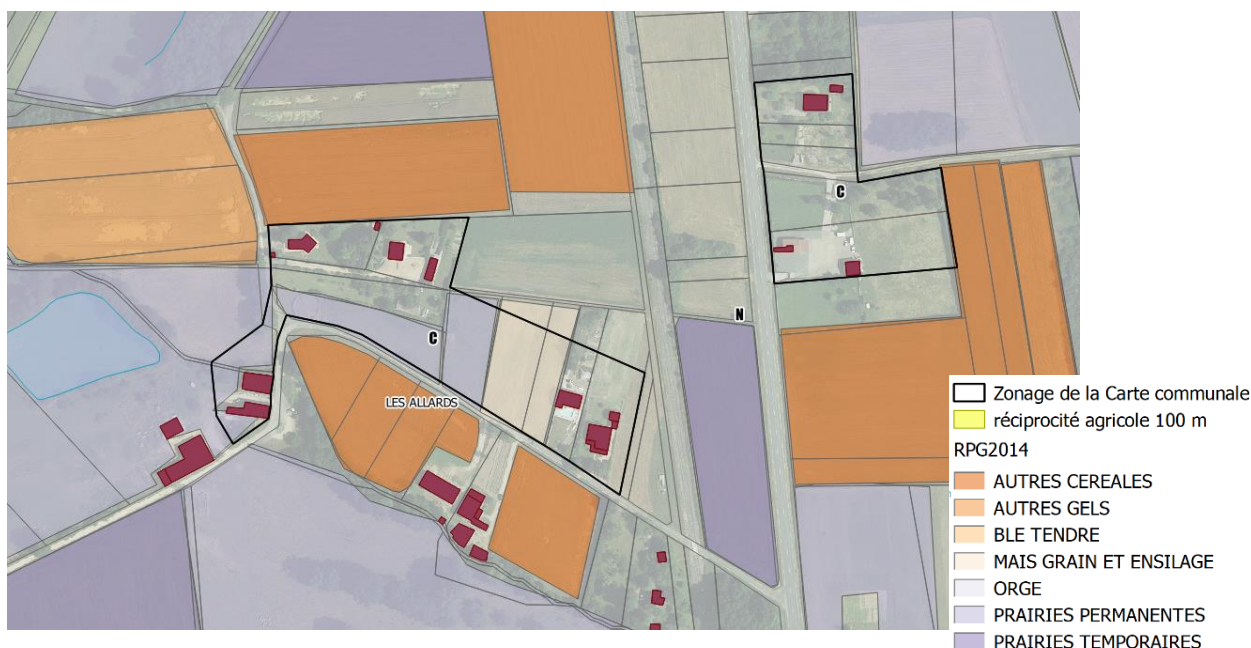 C
N
C
LES ALLARDS
Zonage de la Carte communale
réciprocité agricole 100 m
RPG2014
AUTRES CEREALES
AUTRES GELS
BLE TENDRE
MAIS GRAIN ET ENSILAGE
ORGE
PRAIRIES PERMANENTES
PRAIRIES TEMPORAIRES